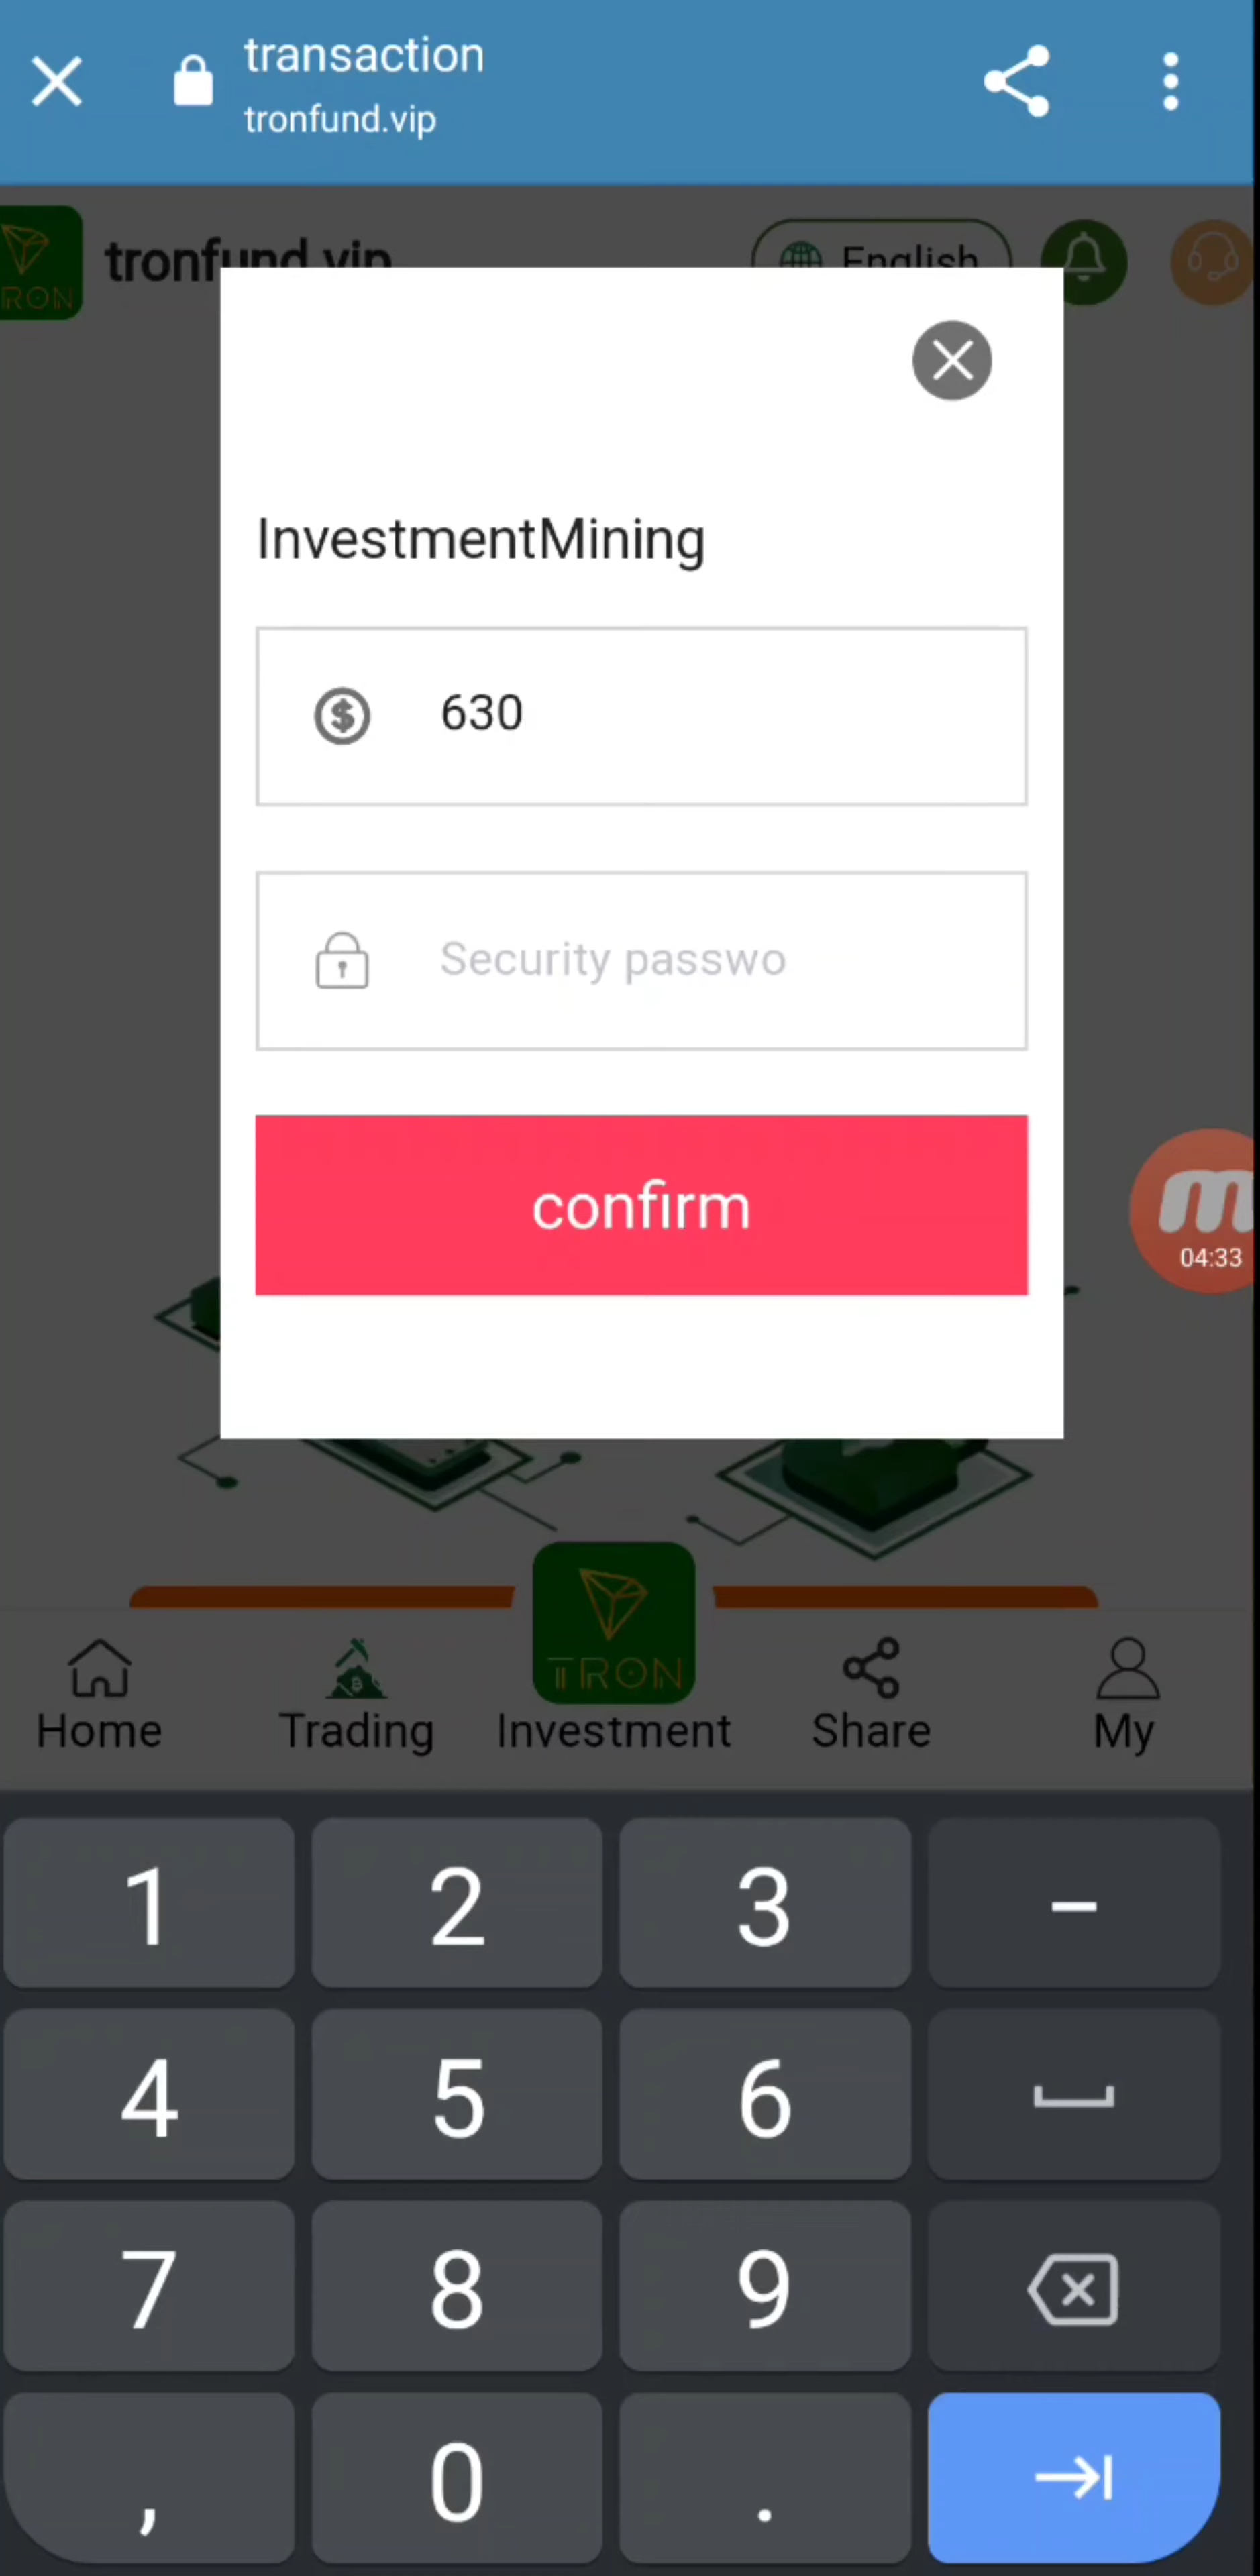 transaction
tronfund.vip
RON
tronfund.vip
English
InvestmentMining
630
Security passwo
confirm
04:33
TRON
Home
Trading
Investment
Share
My
1
2
3
–
4
5
6
7
8
9
,
0
.